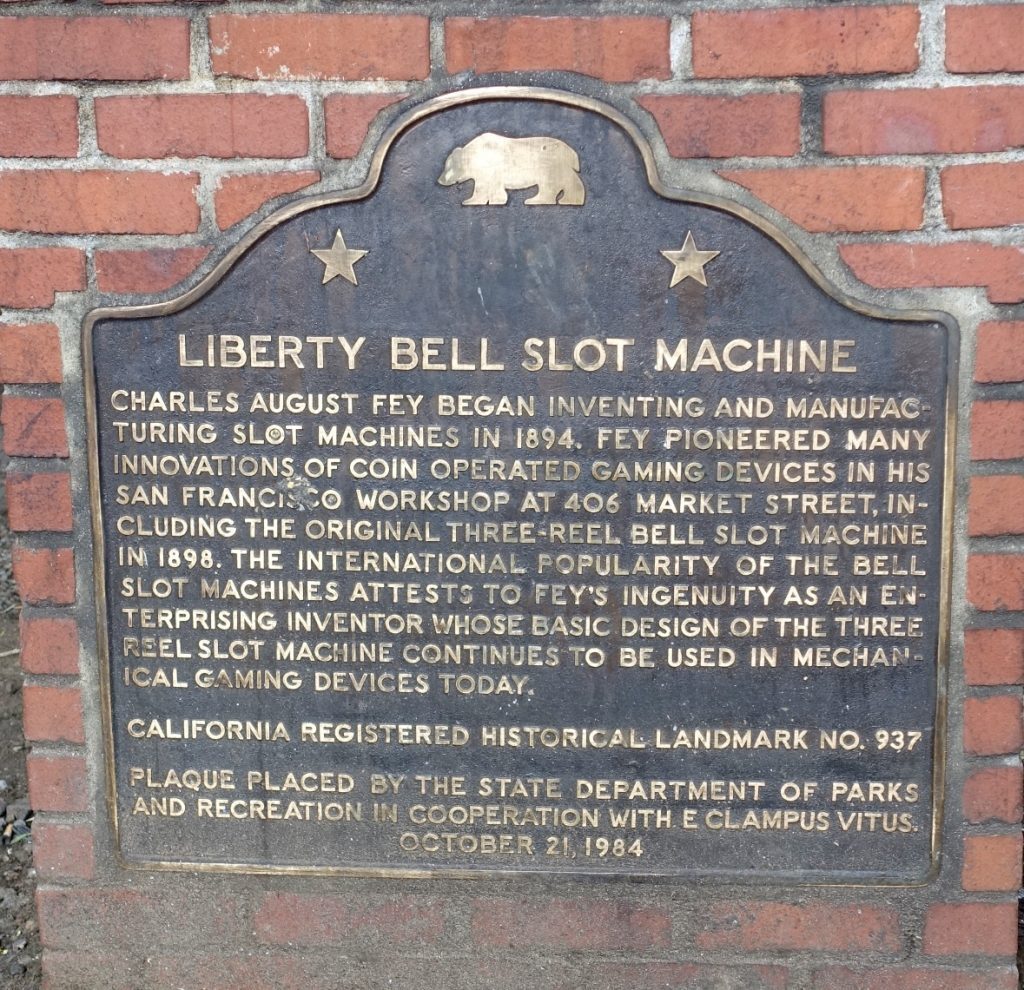 LIBERTY BELL SLOT MACHINE
CHARLES AUGUST FEY BEGAN INVENTING AND MANUFAC-
TURING SLOT MACHINES IN 1894. FEY PIONEERED MANY
INNOVATIONS OF COIN OPERATED GAMING DEVICES IN HIS
SAN FRANCISCO WORKSHOP AT 406 MARKET STREET, IN-
CLUDING THE ORIGINAL THREE-REEL BELL SLOT MACHINE
IN 1898. THE INTERNATIONAL POPULARITY OF THE BELL
SLOT MACHINES ATTESTS TO FEY'S INGENUITY AS AN EN-
TERPRISING INVENTOR WHOSE BASIC DESIGN OF THE THREE
REEL SLOT MACHINE CONTINUES TO BE USED IN MECHAN-
ICAL GAMING DEVICES TODAY.
CALIFORNIA REGISTERED HISTORICAL LANDMARK NO. 937
PLAQUE PLACED BY THE STATE DEPARTMENT OF PARKS
AND RECREATION IN COOPERATION WITH E CLAMPUS VITUS.
OCTOBER 21, 1984